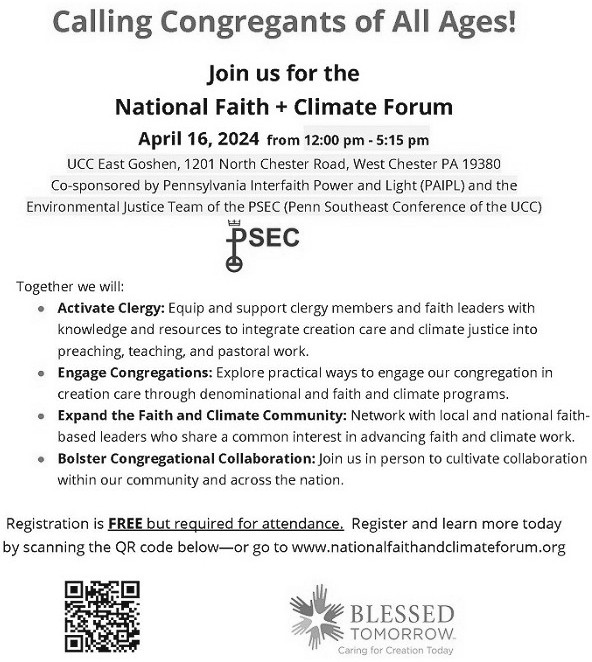 Calling Congregants of All Ages!
Join us for the
National Faith + Climate Forum
April 16, 2024 from 12:00 pm - 5:15 pm
UCC East Goshen, 1201 North Chester Road, West Chester PA 19380
Co-sponsored by Pennsylvania Interfaith Power and Light (PAIPL) and the
Environmental Justice Team of the PSEC (Penn Southeast Conference of the UCC)
PSEC
Together we will:
● Activate Clergy: Equip and support clergy members and faith leaders with
knowledge and resources to integrate creation care and climate justice into
preaching, teaching, and pastoral work.
● Engage Congregations: Explore practical ways to engage our congregation in
creation care through denominational and faith and climate programs.
● Expand the Faith and Climate Community: Network with local and national faith-
based leaders who share a common interest in advancing faith and climate work.
● Bolster Congregational Collaboration: Join us in person to cultivate collaboration
within our community and across the nation.
Registration is FREE but required for attendance. Register and learn more today
by scanning the QR code below—or go to www.nationalfaithandclimateforum.org
BLESSED
TOMORROW™
Caring for Creation Today